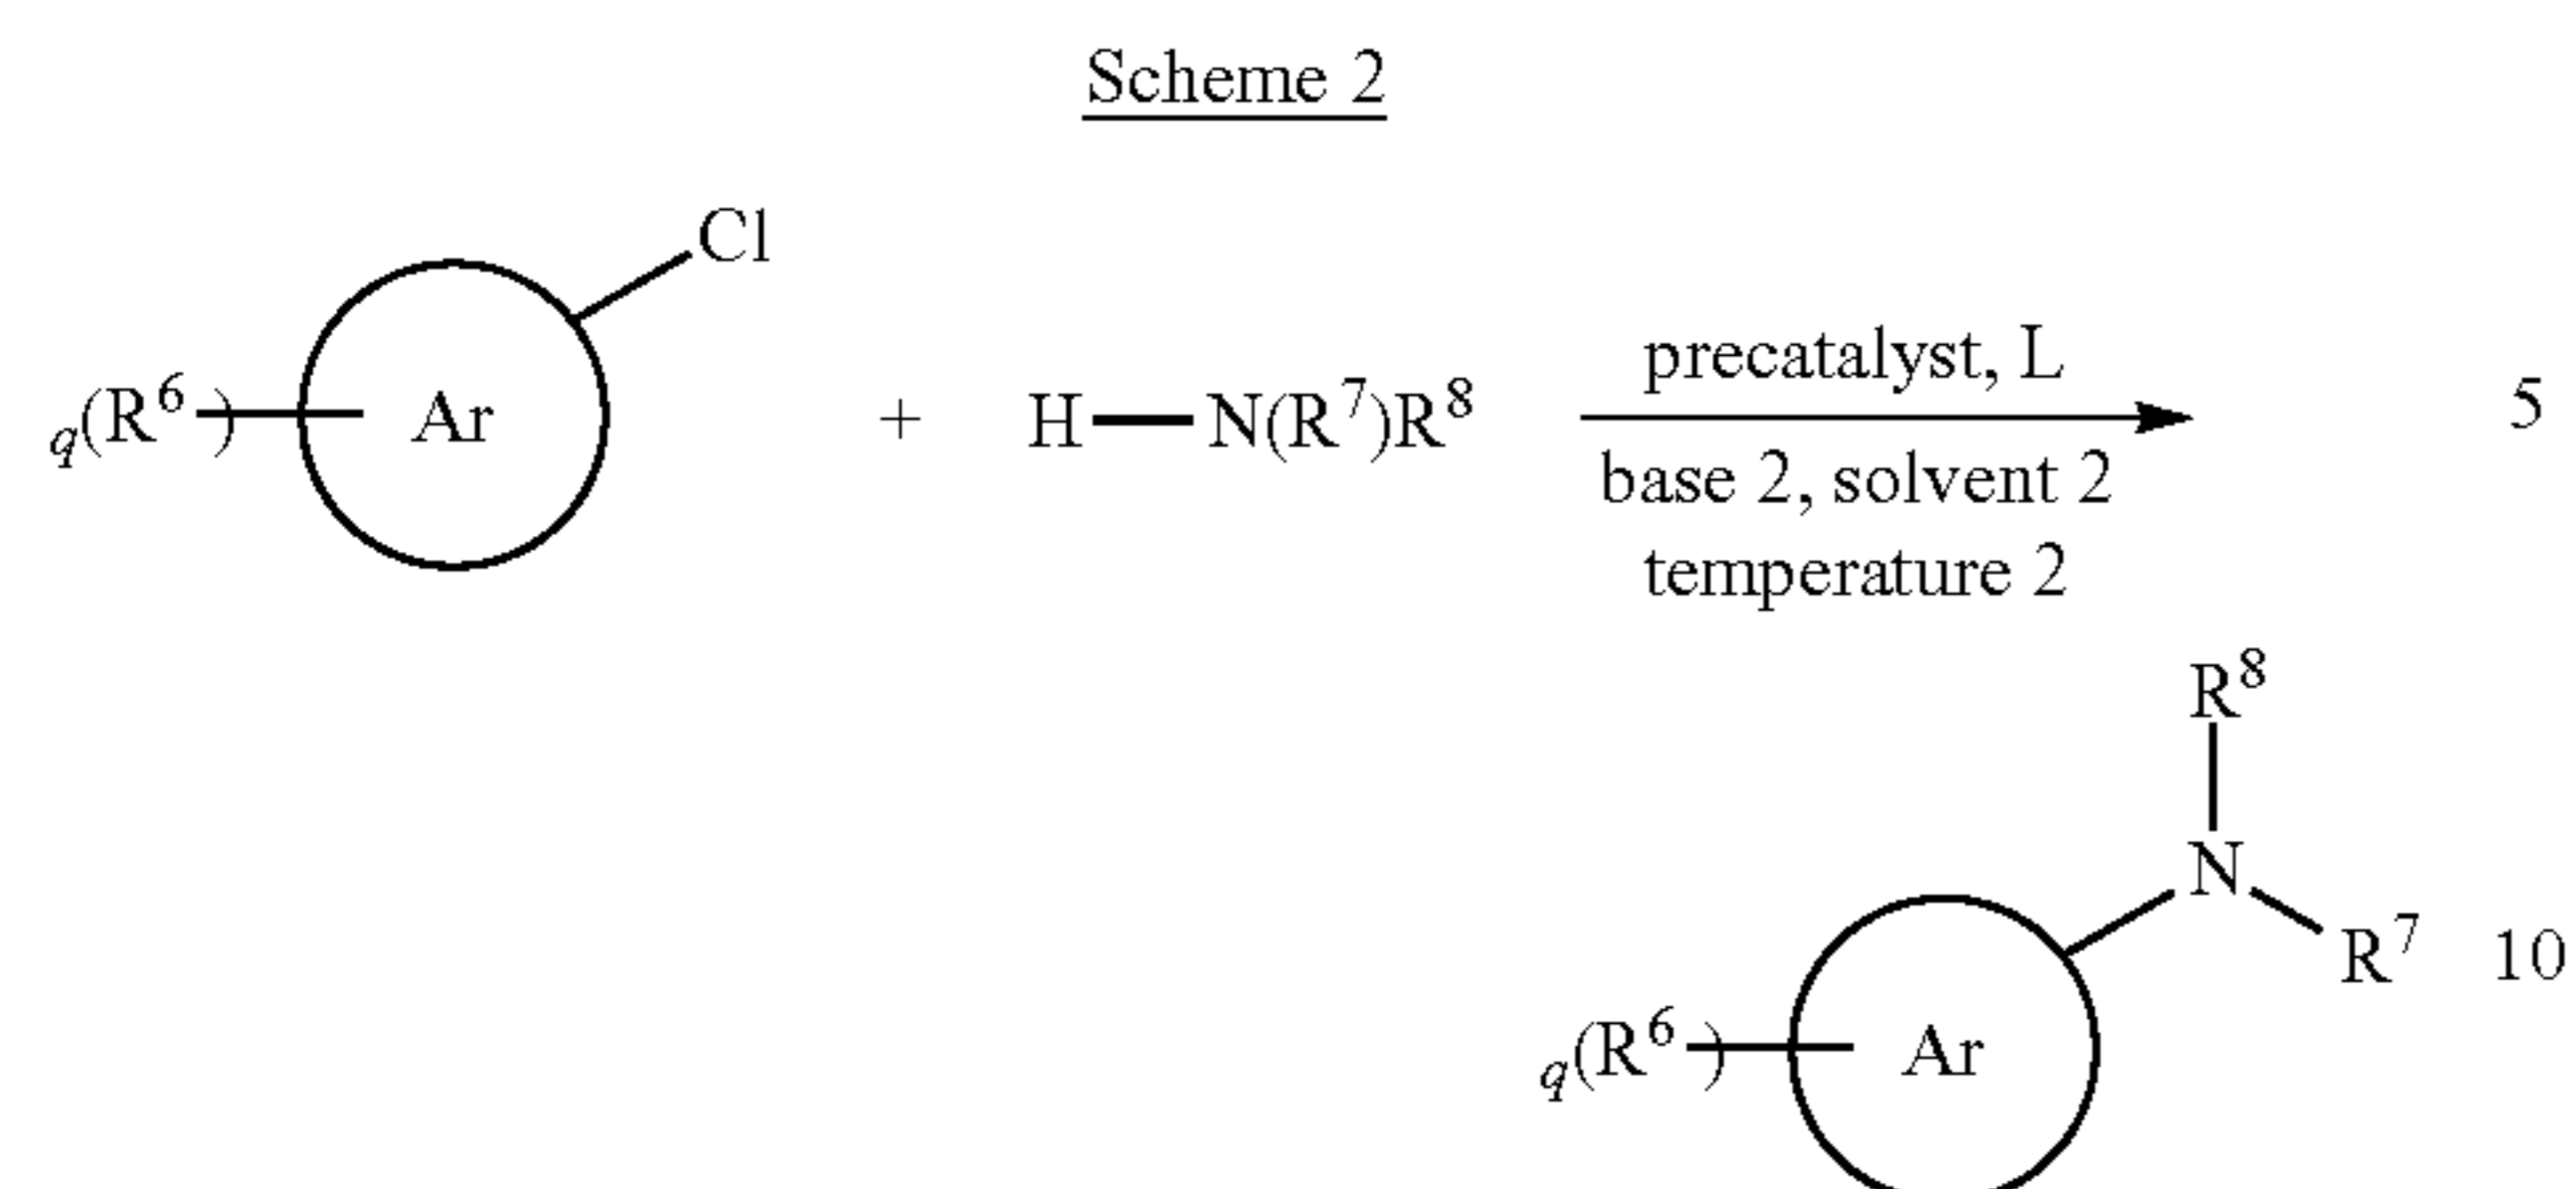 Scheme 2
Cl
q(R6 ) Ar + H—N(R7)R8 precatalyst, L 5
base 2, solvent 2
temperature 2
R8
N
R7 10
q(R6 ) Ar